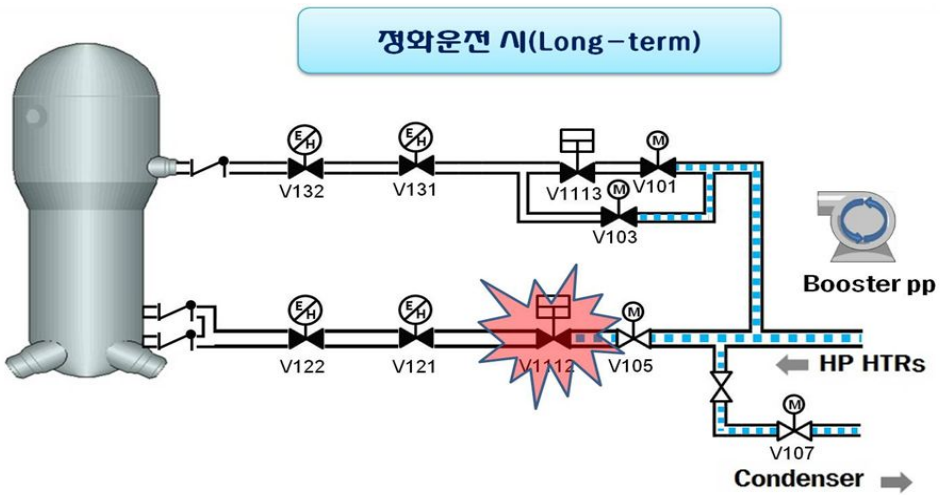 정화운전 시(Long-term)
E/H
E/H
M
V132
V131
V1113
V101
M
V103
Booster pp
E/H
E/H
M
V122
V121
V1112
V105
HP HTRs
M
V107
Condenser